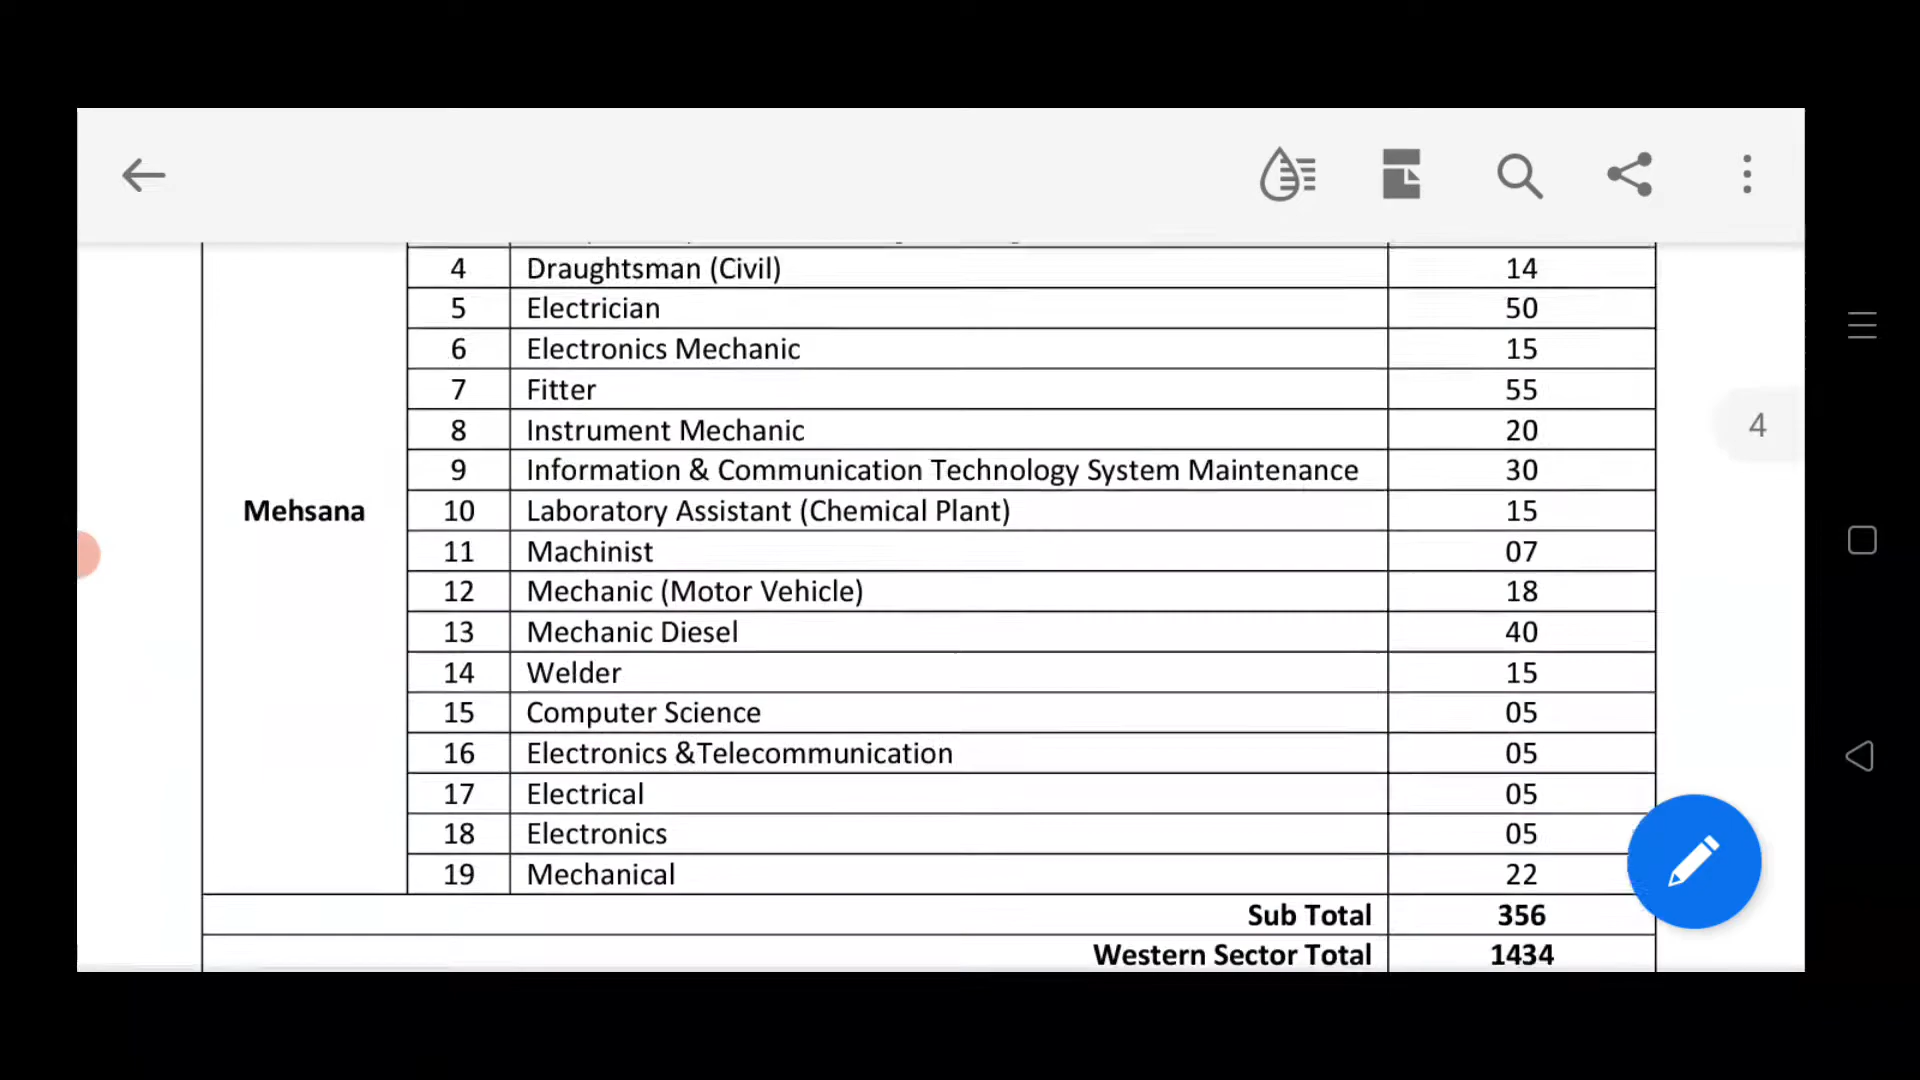 4 Draughtsman (Civil) 14
5 Electrician 50
6 Electronics Mechanic 15
7 Fitter 55
8 Instrument Mechanic 20
9 Information & Communication Technology System Maintenance 30
Mehsana 10 Laboratory Assistant (Chemical Plant) 15
11 Machinist 07
12 Mechanic (Motor Vehicle) 18
13 Mechanic Diesel 40
14 Welder 15
15 Computer Science 05
16 Electronics &Telecommunication 05
17 Electrical 05
18 Electronics 05
19 Mechanical 22
Sub Total 356
Western Sector Total 1434
4